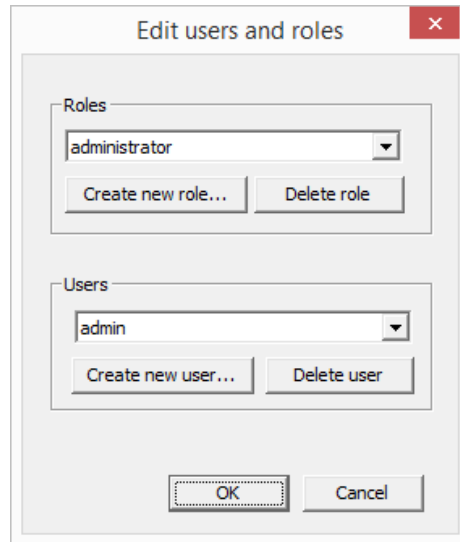 Edit users and roles
Roles
administrator
Create new role... Delete role
Users
admin
Create new user... Delete user
OK Cancel